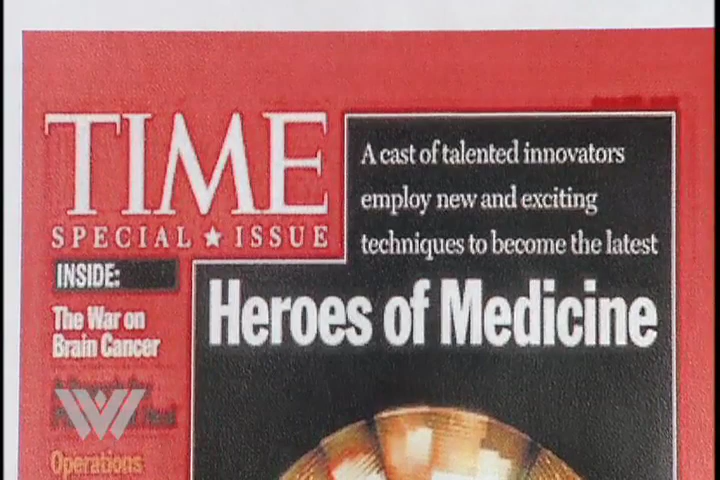 TIME
SPECIAL ★ ISSUE
A cast of talented innovators
employ new and exciting
techniques to become the latest
Heroes of Medicine
INSIDE:
The War on
Brain Cancer
Operations